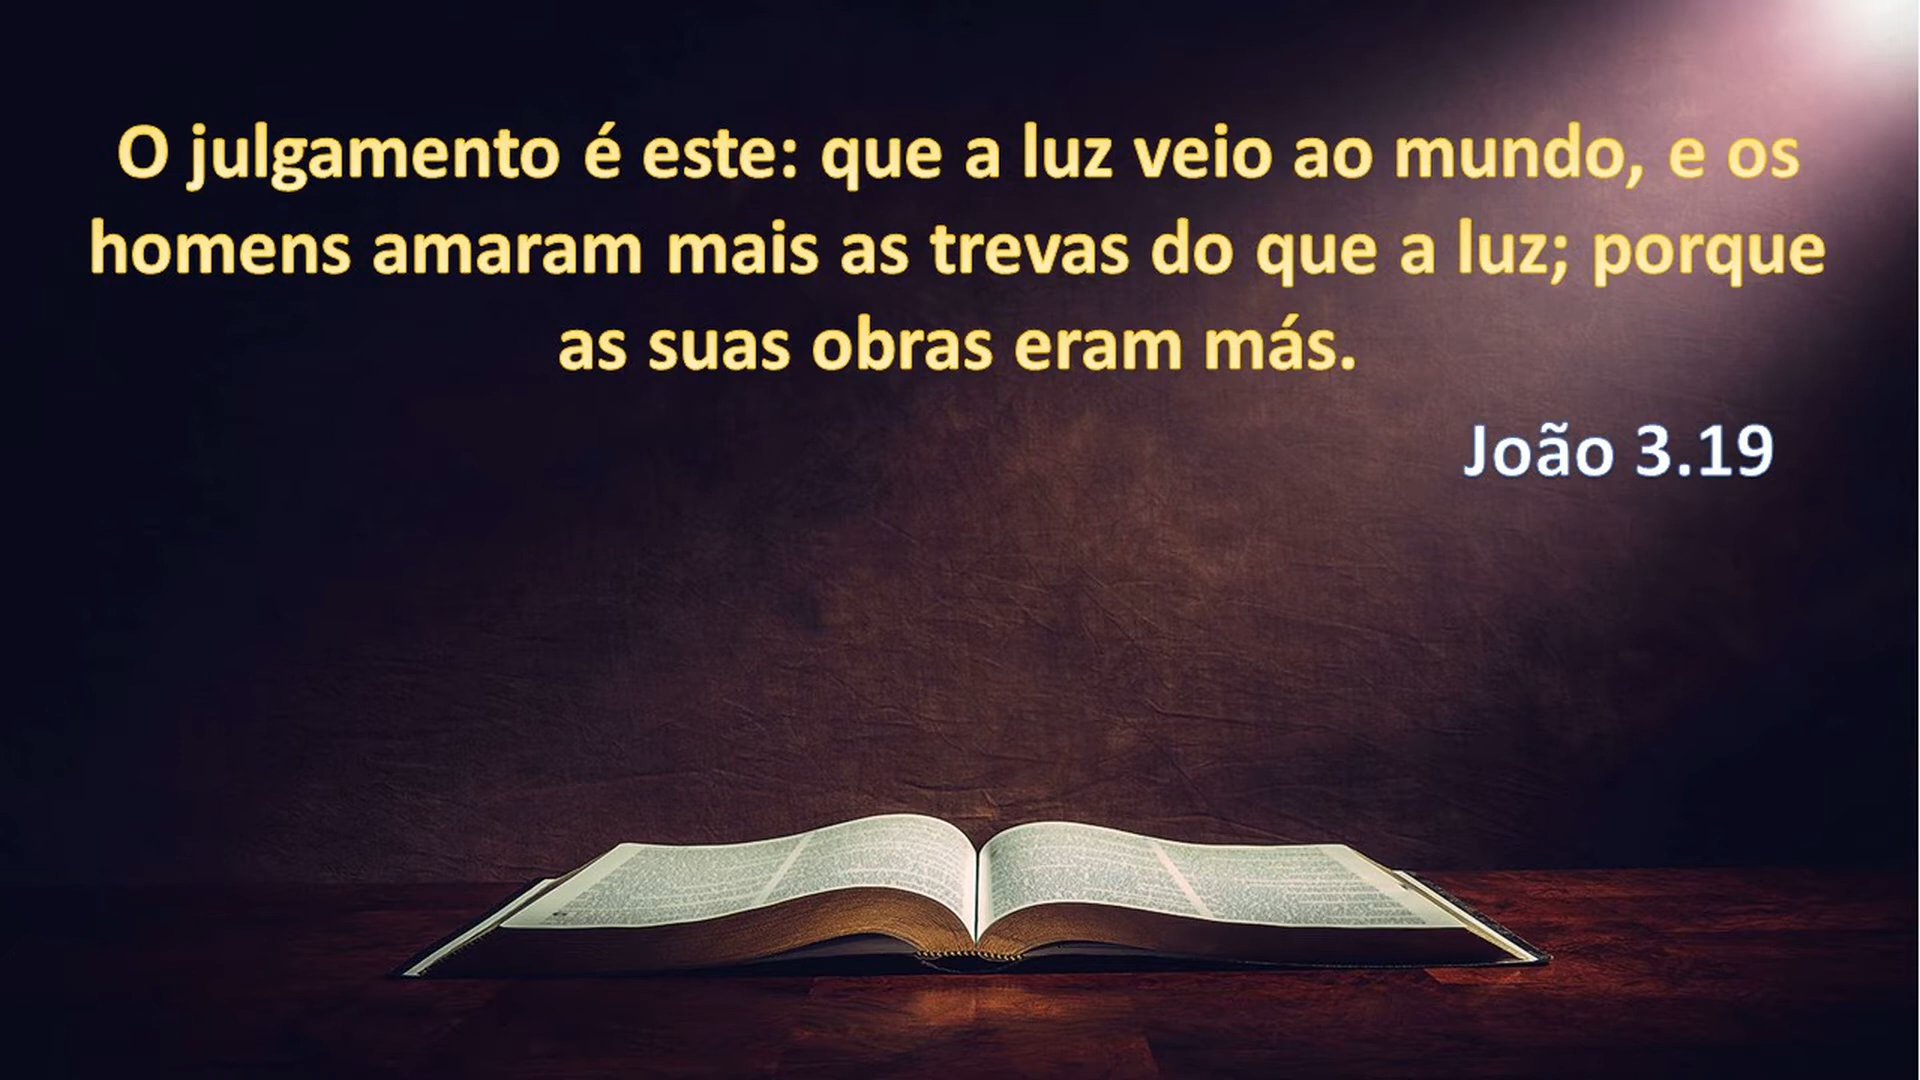 O julgamento é este: que a luz veio ao mundo, e os
homens amaram mais as trevas do que a luz; porque
as suas obras eram más.
João 3.19